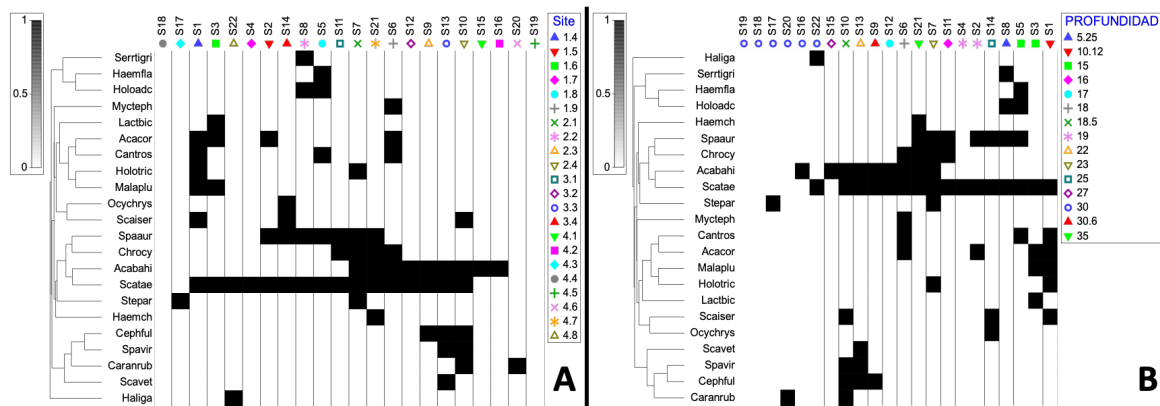 S18 S17 S1 S3 S22 S4 S2 S14 S8 S5 S11 S7 S21 S6 S12 S9 S13 S10 S15 S16 S20 S19
1
0.5
0
Serrtigri
Haemfla
Holoadc
Mycteph
Lactbic
Acacor
Cantros
Holotric
Malaplu
Ocychrys
Scaiser
Spaaur
Chrocy
Acabahi
Scatae
Stepar
Haemch
Cephful
Spavir
Caranrub
Scavet
Haliga
Site
1.4
1.5
1.6
1.7
1.8
1.9
2.1
2.2
2.3
2.4
3.1
3.2
3.3
3.4
4.1
4.2
4.3
4.4
4.5
4.6
4.7
4.8
A
S19 S18 S17 S16 S20 S22 S15 S10 S13 S9 S12 S6 S21 S7 S11 S4 S2 S14 S8 S5 S3 S1
1
0.5
0
Haliga
Serrtigri
Haemfla
Holoadc
Haemch
Spaaur
Chrocy
Acabahi
Scatae
Stepar
Mycteph
Cantros
Acacor
Malaplu
Holotric
Lactbic
Scaiser
Ocychrys
Scavet
Spavir
Cephful
Caranrub
PROFUNDIDAD
5.25
10.12
15
16
17
18
18.5
19
22
23
25
27
30
30.6
35
B